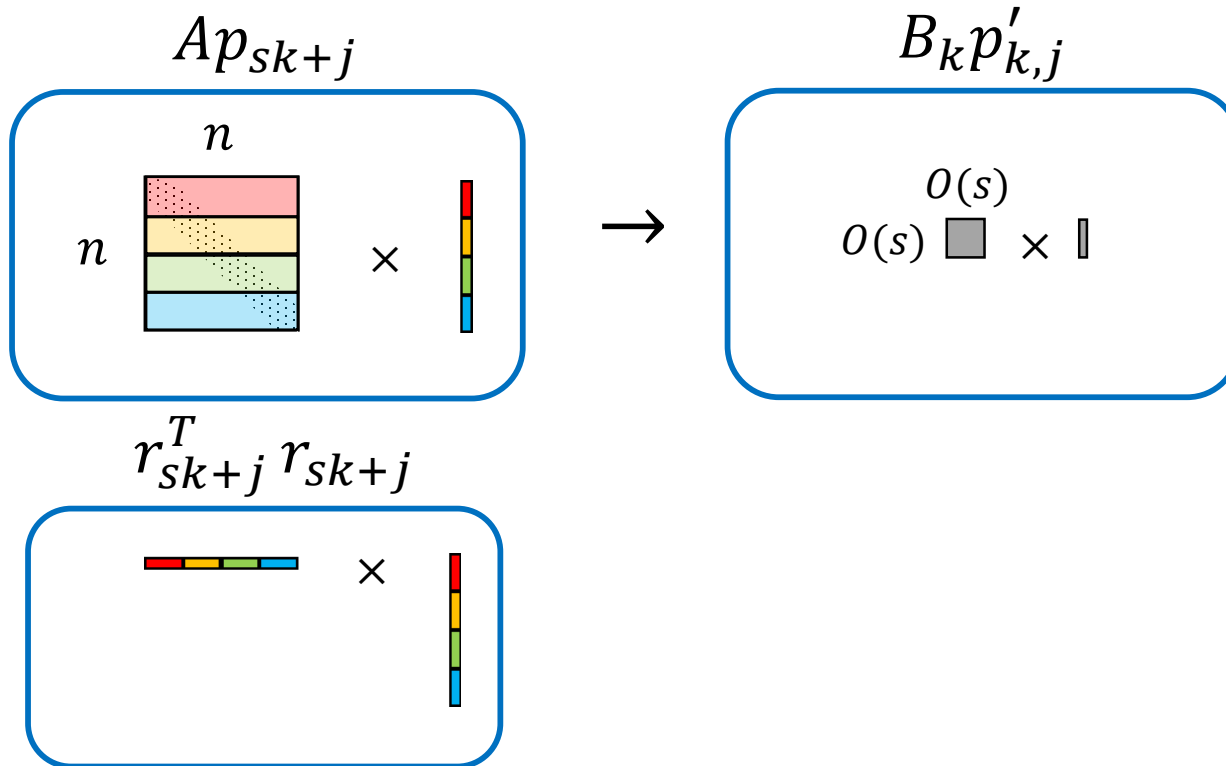 Ap_{sk+j}
B_k p'_{k,j}
n
n
×
→
O(s)
O(s)
×
r^T_{sk+j} r_{sk+j}
×